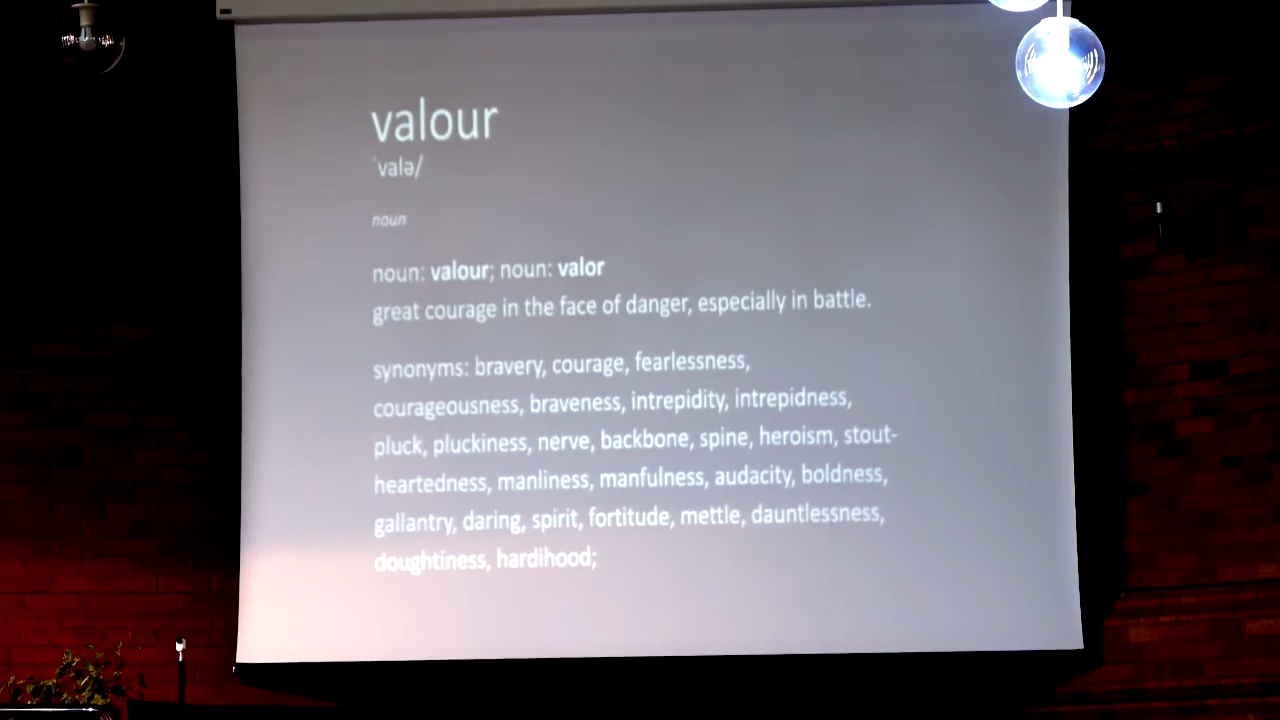 valour
ˈvalə/
noun
noun: valour; noun: valor
great courage in the face of danger, especially in battle.
synonyms: bravery, courage, fearlessness,
courageousness, braveness, intrepidity, intrepidness,
pluck, pluckiness, nerve, backbone, spine, heroism, stout-
heartedness, manliness, manfulness, audacity, boldness,
gallantry, daring, spirit, fortitude, mettle, dauntlessness,
doughtiness, hardihood;